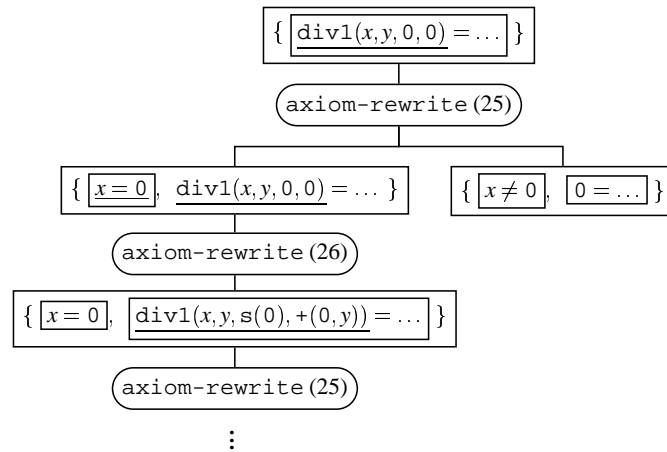 { div1(x, y, 0, 0) = ... }
axiom-rewrite (25)
{ x = 0, div1(x, y, 0, 0) = ... }
{ x ≠ 0, 0 = ... }
axiom-rewrite (26)
{ x = 0, div1(x, y, s(0), +(0, y)) = ... }
axiom-rewrite (25)
⋮